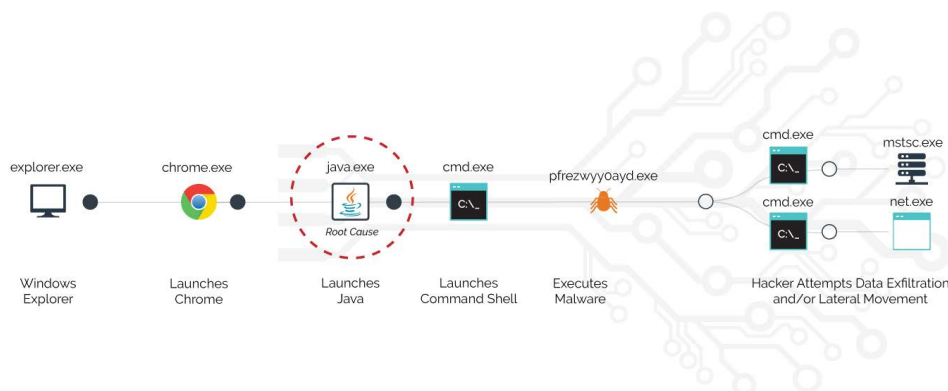 explorer.exe
chrome.exe
java.exe
Root Cause
cmd.exe
C:\_
pfrezwyy0ayd.exe
cmd.exe
C:\_
mstsc.exe
cmd.exe
C:\_
net.exe
Windows
Explorer
Launches
Chrome
Launches
Java
Launches
Command Shell
Executes
Malware
Hacker Attempts Data Exfiltration
and/or Lateral Movement